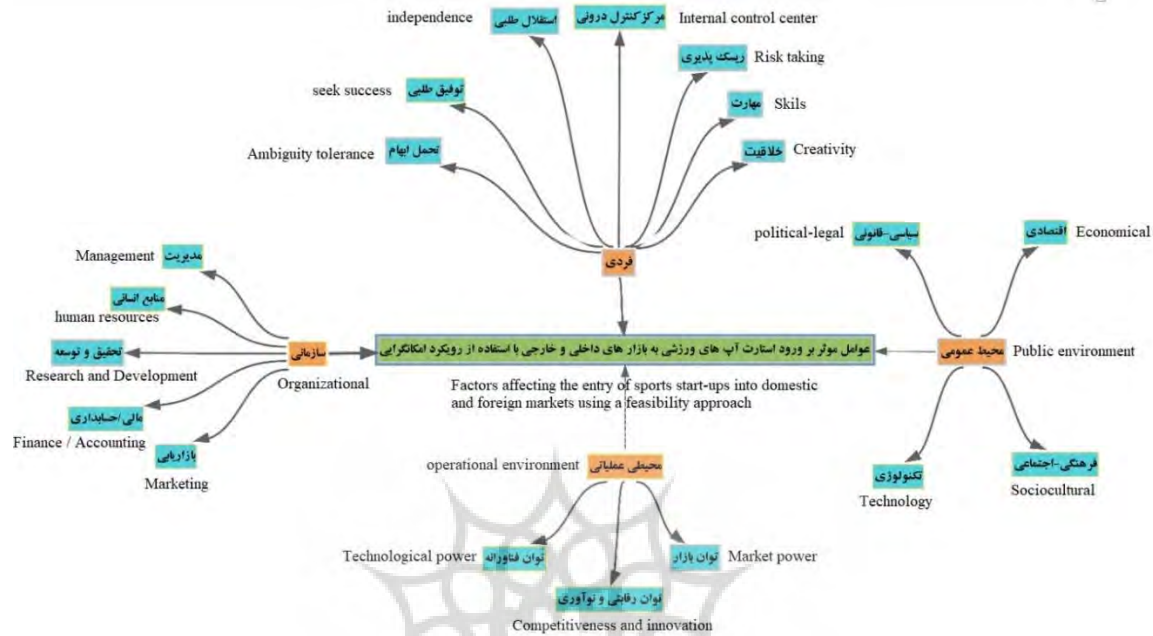 independence
استقلال طلبی
مرکز کنترل درونی
Internal control center
ریسک پذیری
Risk taking
seek success
توفیق طلبی
مهارت
Skils
Ambiguity tolerance
تحمل ابهام
خلاقیت
Creativity
فردی
political-legal
سیاسی-قانونی
اقتصادی
Economical
Management
مدیریت
منابع انسانی
human resources
تحقیق و توسعه
Research and Development
سازمانی
Organizational
مالی/حسابداری
Finance / Accounting
بازاریابی
Marketing
عوامل موثر بر ورود استارت آپ های ورزشی به بازار های داخلی و خارجی با استفاده از رویکرد امکانگرایی
Factors affecting the entry of sports start-ups into domestic
and foreign markets using a feasibility approach
محیط عمومی
Public environment
operational environment
محیطی عملیاتی
تکنولوژی
Technology
فرهنگی-اجتماعی
Sociocultural
Technological power
توان فناورانه
توان بازار
Market power
توان رقابتی و نوآوری
Competitiveness and innovation